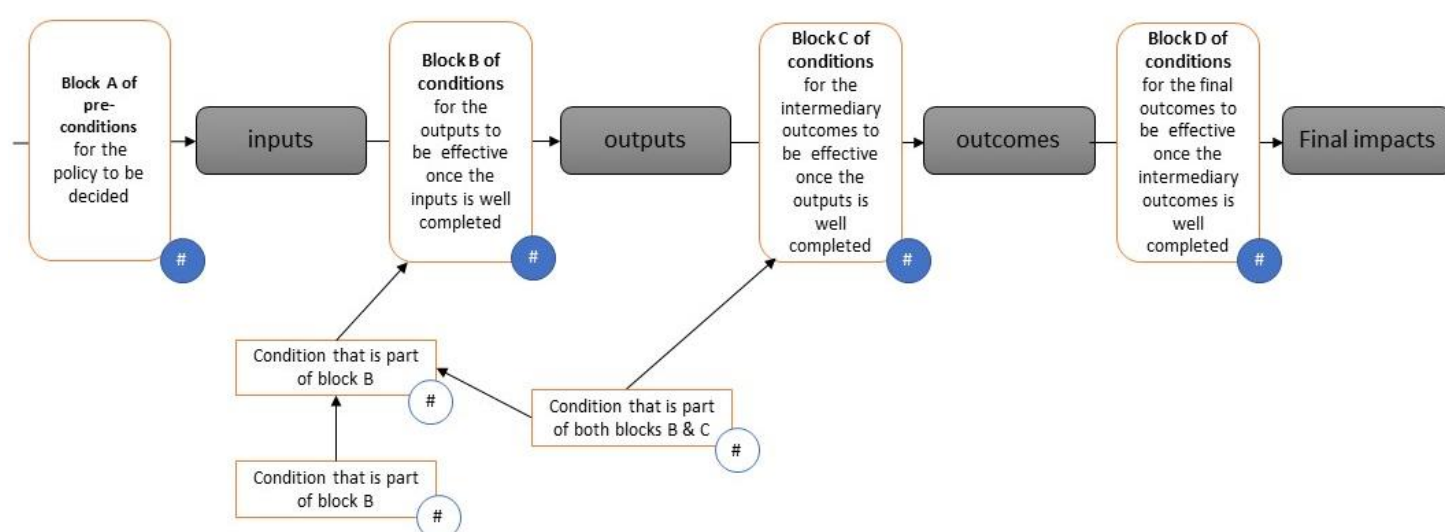 Block A of
pre-
conditions
for the
policy to be
decided
#
inputs
Block B of
conditions
for the
outputs to
be effective
once the
inputs is well
completed
#
outputs
Block C of
conditions
for the
intermediary
outcomes to
be effective
once the
outputs is
well
completed
#
outcomes
Block D of
conditions
for the final
outcomes to
be effective
once the
intermediary
outcomes is
well
completed
#
Final impacts
Condition that is part
of block B
#
Condition that is part
of both blocks B & C
#
Condition that is part
of block B
#